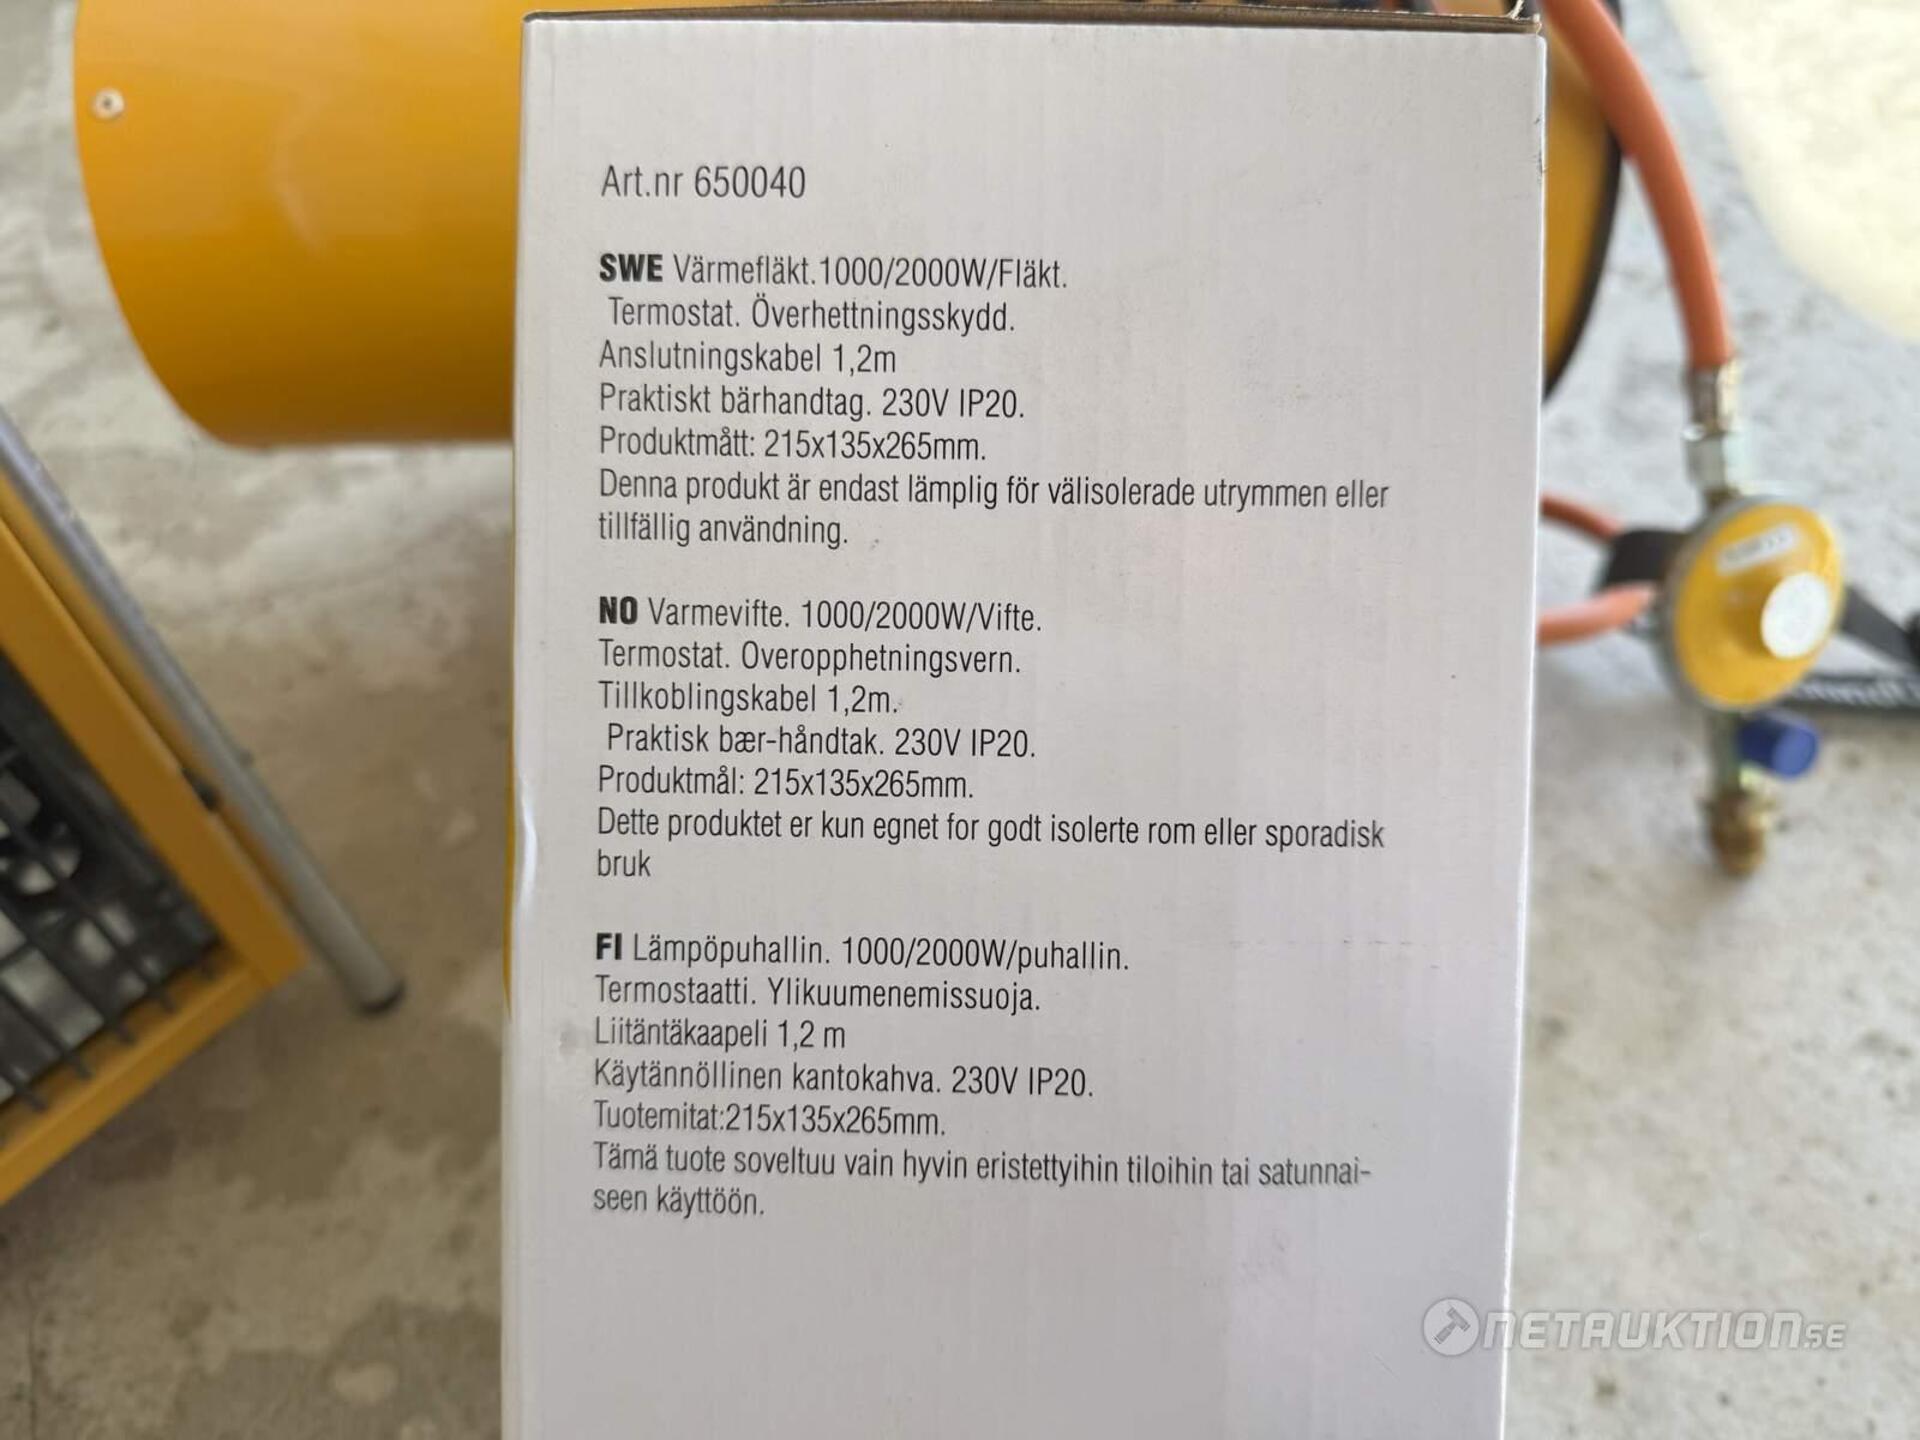 Art.nr 650040
SWE Värmefläkt.1000/2000W/Fläkt.
Termostat. Överhettningsskydd.
Anslutningskabel 1,2m
Praktiskt bärhandtag. 230V IP20.
Produktmått: 215x135x265mm.
Denna produkt är endast lämplig för välisolerade utrymmen eller
tillfällig användning.
NO Varmevifte. 1000/2000W/Vifte.
Termostat. Overopphetningsvern.
Tillkoblingskabel 1,2m.
Praktisk bær-håndtak. 230V IP20.
Produktmål: 215x135x265mm.
Dette produktet er kun egnet for godt isolerte rom eller sporadisk
bruk
FI Lämpöpuhallin. 1000/2000W/puhallin.
Termostaatti. Ylikuumenemissuoja.
Liitäntäkaapeli 1,2 m
Käytännöllinen kantokahva. 230V IP20.
Tuotemitat:215x135x265mm.
Tämä tuote soveltuu vain hyvin eristettyihin tiloihin tai satunnai-
seen käyttöön.
NETAUKTION.SE